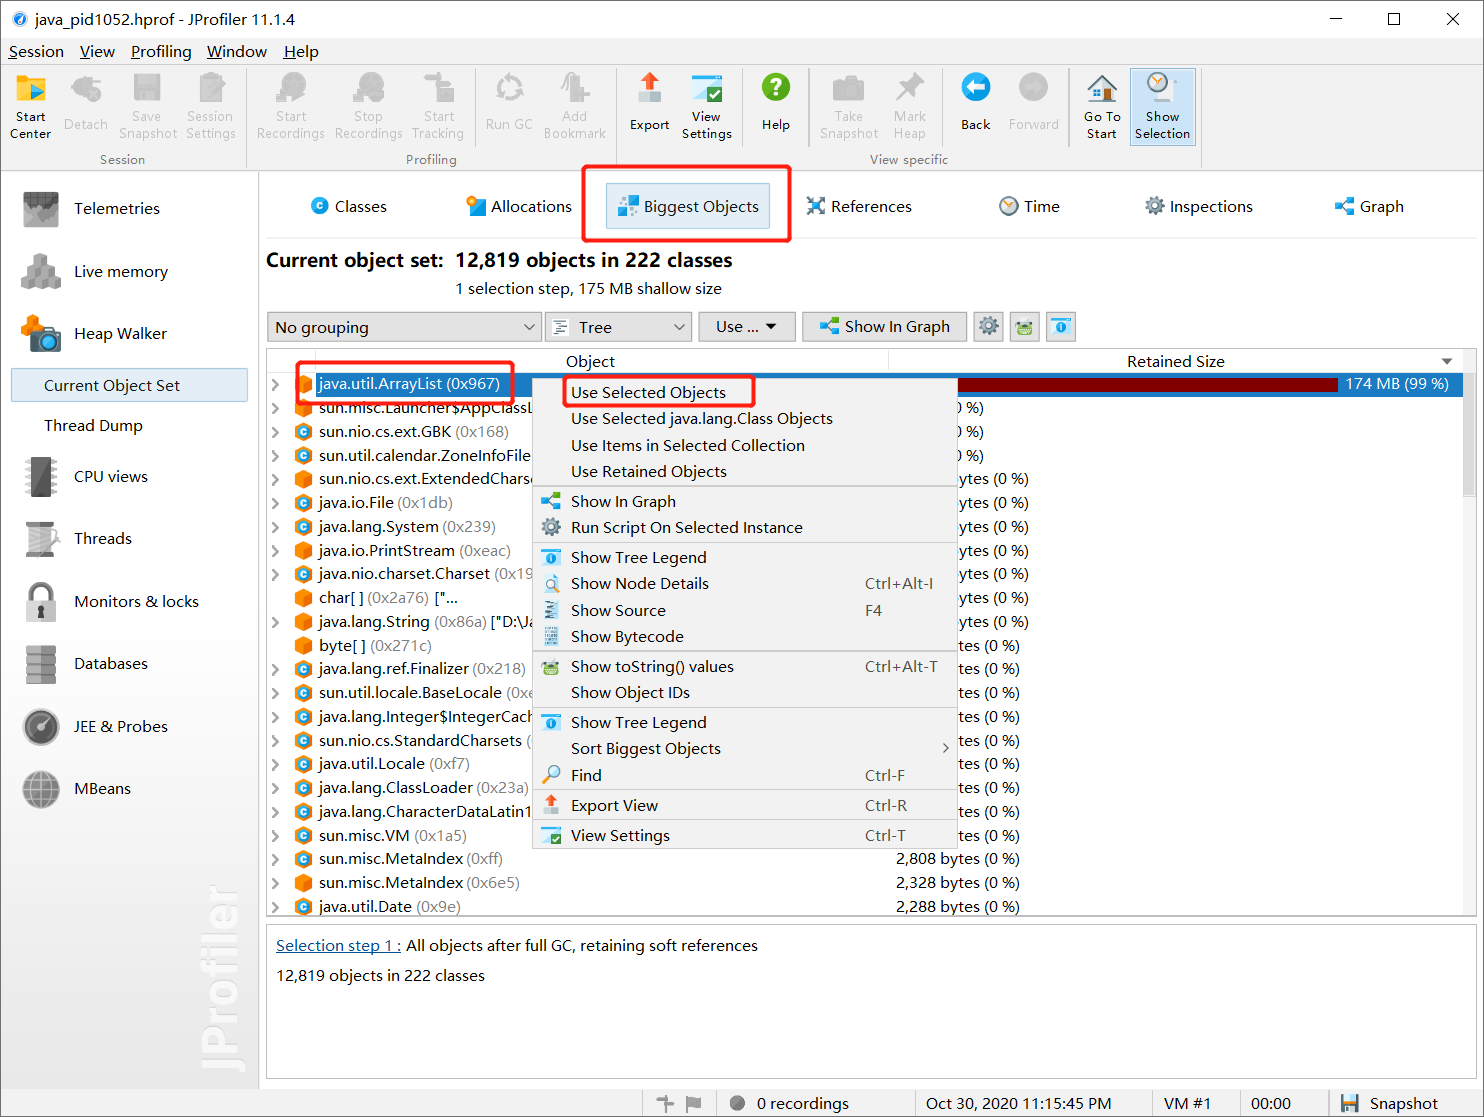 java_pid1052.hprof - JProfiler 11.1.4
Session View Profiling Window Help
Start Center
Detach
Save Snapshot
Session Settings
Start Recordings
Stop Recordings
Start Tracking
Run GC
Add Bookmark
Export
View Settings
Help
Take Snapshot
Mark Heap
Back
Forward
Go To Start
Show Selection
Session
Profiling
View specific
Telemetries
Live memory
Heap Walker
Current Object Set
Thread Dump
CPU views
Threads
Monitors & locks
Databases
JEE & Probes
MBeans
JProfiler
Classes
Allocations
Biggest Objects
References
Time
Inspections
Graph
Current object set: 12,819 objects in 222 classes
1 selection step, 175 MB shallow size
No grouping
Tree
Use ...
Show In Graph
Object
Retained Size
java.util.ArrayList (0x967) 174 MB (99 %)
sun.misc.Launcher$AppClassL 0 %)
sun.nio.cs.ext.GBK (0x168) 0 %)
sun.util.calendar.ZoneInfoFile 0 %)
sun.nio.cs.ext.ExtendedCharse ytes (0 %)
java.io.File (0x1db) ytes (0 %)
java.lang.System (0x239) ytes (0 %)
java.io.PrintStream (0xeac) ytes (0 %)
java.nio.charset.Charset (0x19 ytes (0 %)
char[ ] (0x2a76) ["... ytes (0 %)
java.lang.String (0x86a) ["D:\Ja ytes (0 %)
byte[ ] (0x271c) tes (0 %)
java.lang.ref.Finalizer (0x218) tes (0 %)
sun.util.locale.BaseLocale (0xe tes (0 %)
java.lang.Integer$IntegerCach tes (0 %)
sun.nio.cs.StandardCharsets ( tes (0 %)
java.util.Locale (0xf7) tes (0 %)
java.lang.ClassLoader (0x23a) tes (0 %)
java.lang.CharacterDataLatin1 tes (0 %)
sun.misc.VM (0x1a5) tes (0 %)
sun.misc.MetaIndex (0xff) 2,808 bytes (0 %)
sun.misc.MetaIndex (0x6e5) 2,328 bytes (0 %)
java.util.Date (0x9e) 2,288 bytes (0 %)
Use Selected Objects
Use Selected java.lang.Class Objects
Use Items in Selected Collection
Use Retained Objects
Show In Graph
Run Script On Selected Instance
Show Tree Legend
Show Node Details Ctrl+Alt-I
Show Source F4
Show Bytecode
Show toString() values Ctrl+Alt-T
Show Object IDs
Show Tree Legend
Sort Biggest Objects
Find Ctrl-F
Export View Ctrl-R
View Settings Ctrl-T
Selection step 1 : All objects after full GC, retaining soft references
12,819 objects in 222 classes
0 recordings
Oct 30, 2020 11:15:45 PM
VM #1
00:00
Snapshot